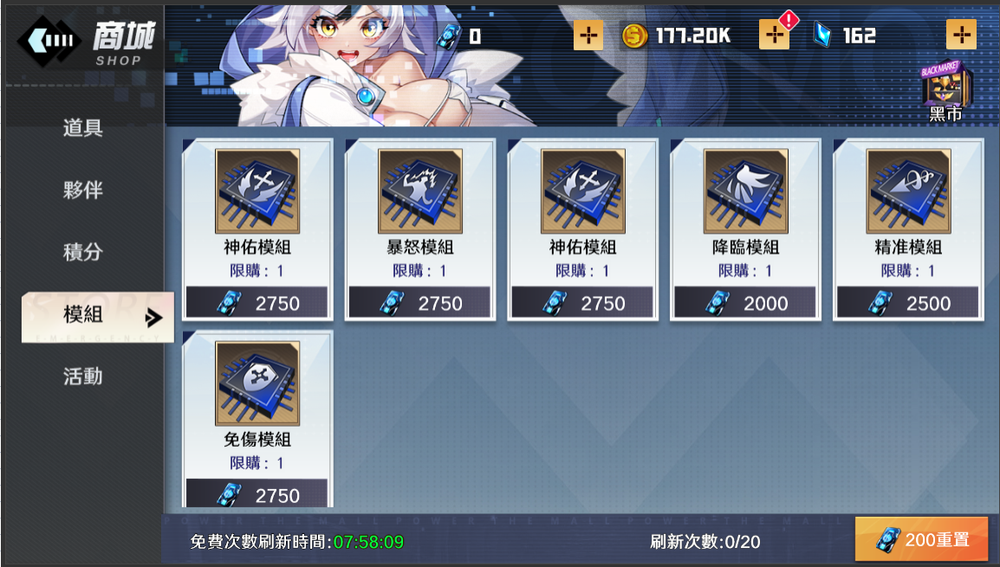 商城
SHOP
0
177.20K
162
BLACK MARKET
黑市
道具
夥伴
積分
模組
活動
神佑模組
限購: 1
2750
暴怒模組
限購: 1
2750
神佑模組
限購: 1
2750
降臨模組
限購: 1
2000
精准模組
限購: 1
2500
免傷模組
限購: 1
2750
免費次數刷新時間:07:58:09
刷新次數:0/20
200重置